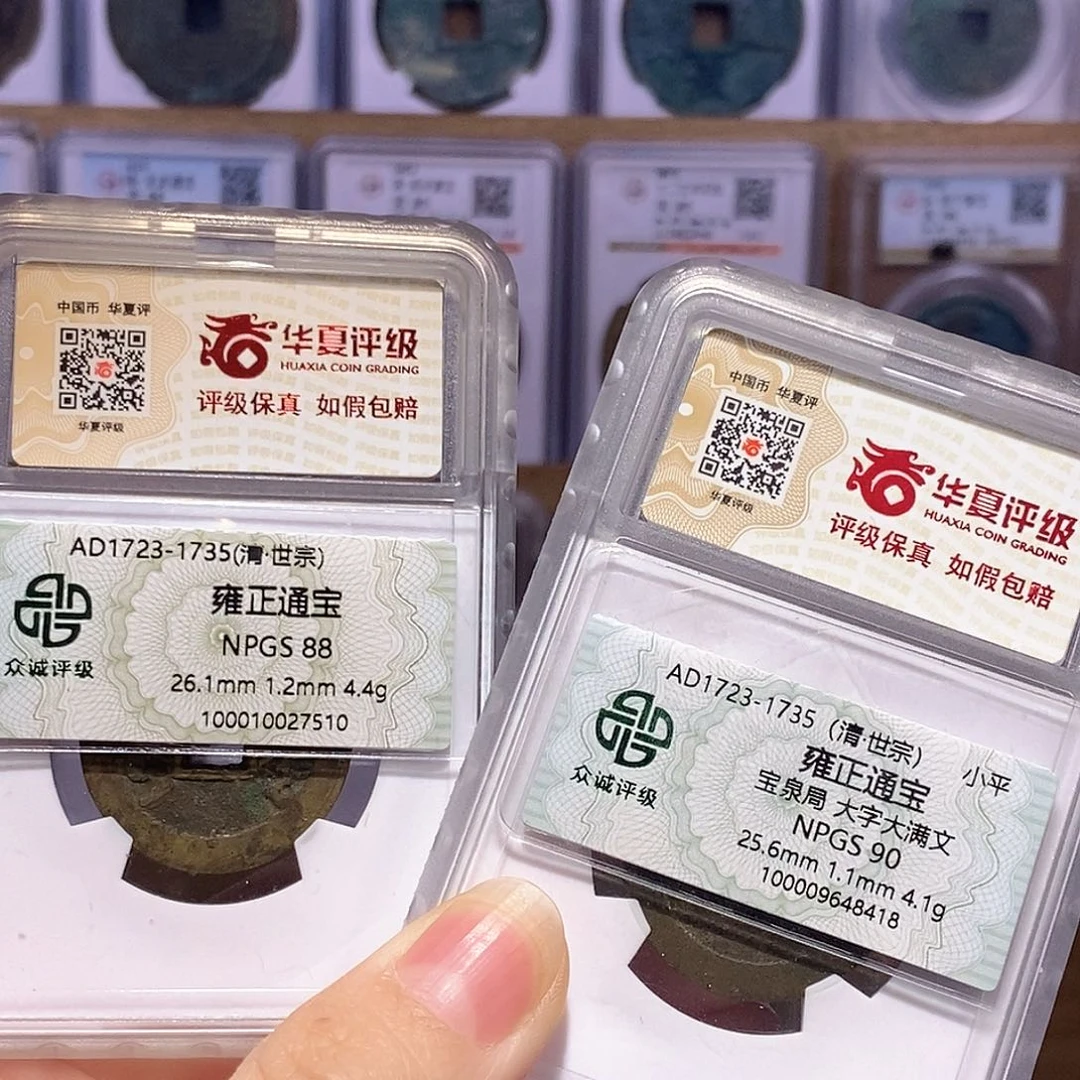 中国币 华夏评
华夏评级
华夏评级
HUAXIA COIN GRADING
评级保真 如假包赔
AD1723-1735(清·世宗)
雍正通宝
NPGS 88
26.1mm 1.2mm 4.4g
100010027510
众诚评级
中国币 华夏评
华夏评级
华夏评级
HUAXIA COIN GRADING
评级保真 如假包赔
AD1723-1735 (清·世宗)
雍正通宝 小平
宝泉局 大字大满文
NPGS 90
25.6mm 1.1mm 4.1g
100009648418
众诚评级